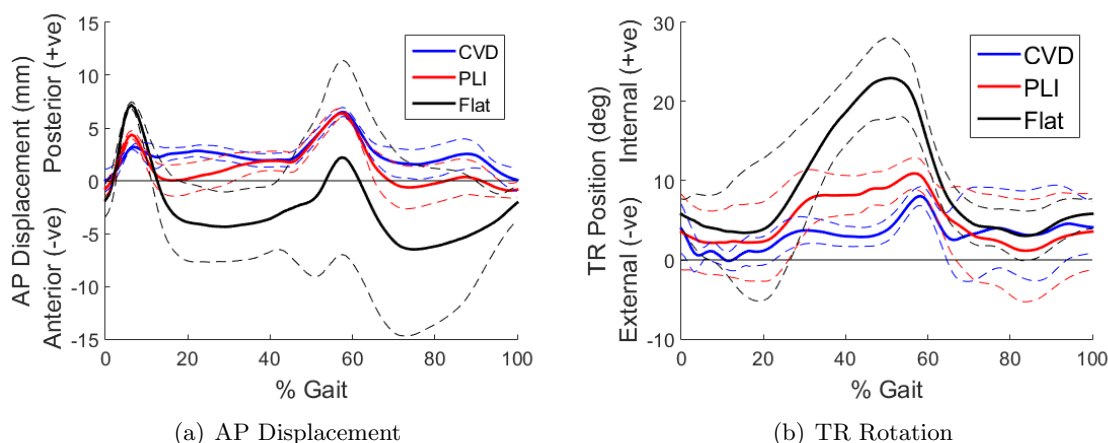 AP Displacement (mm)
Anterior (-ve) Posterior (+ve)
15
10
5
0
-5
-10
-15
0 20 40 60 80 100
% Gait
CVD
PLI
Flat
(a) AP Displacement
TR Position (deg)
External (-ve) Internal (+ve)
30
20
10
0
-10
0 20 40 60 80 100
% Gait
CVD
PLI
Flat
(b) TR Rotation